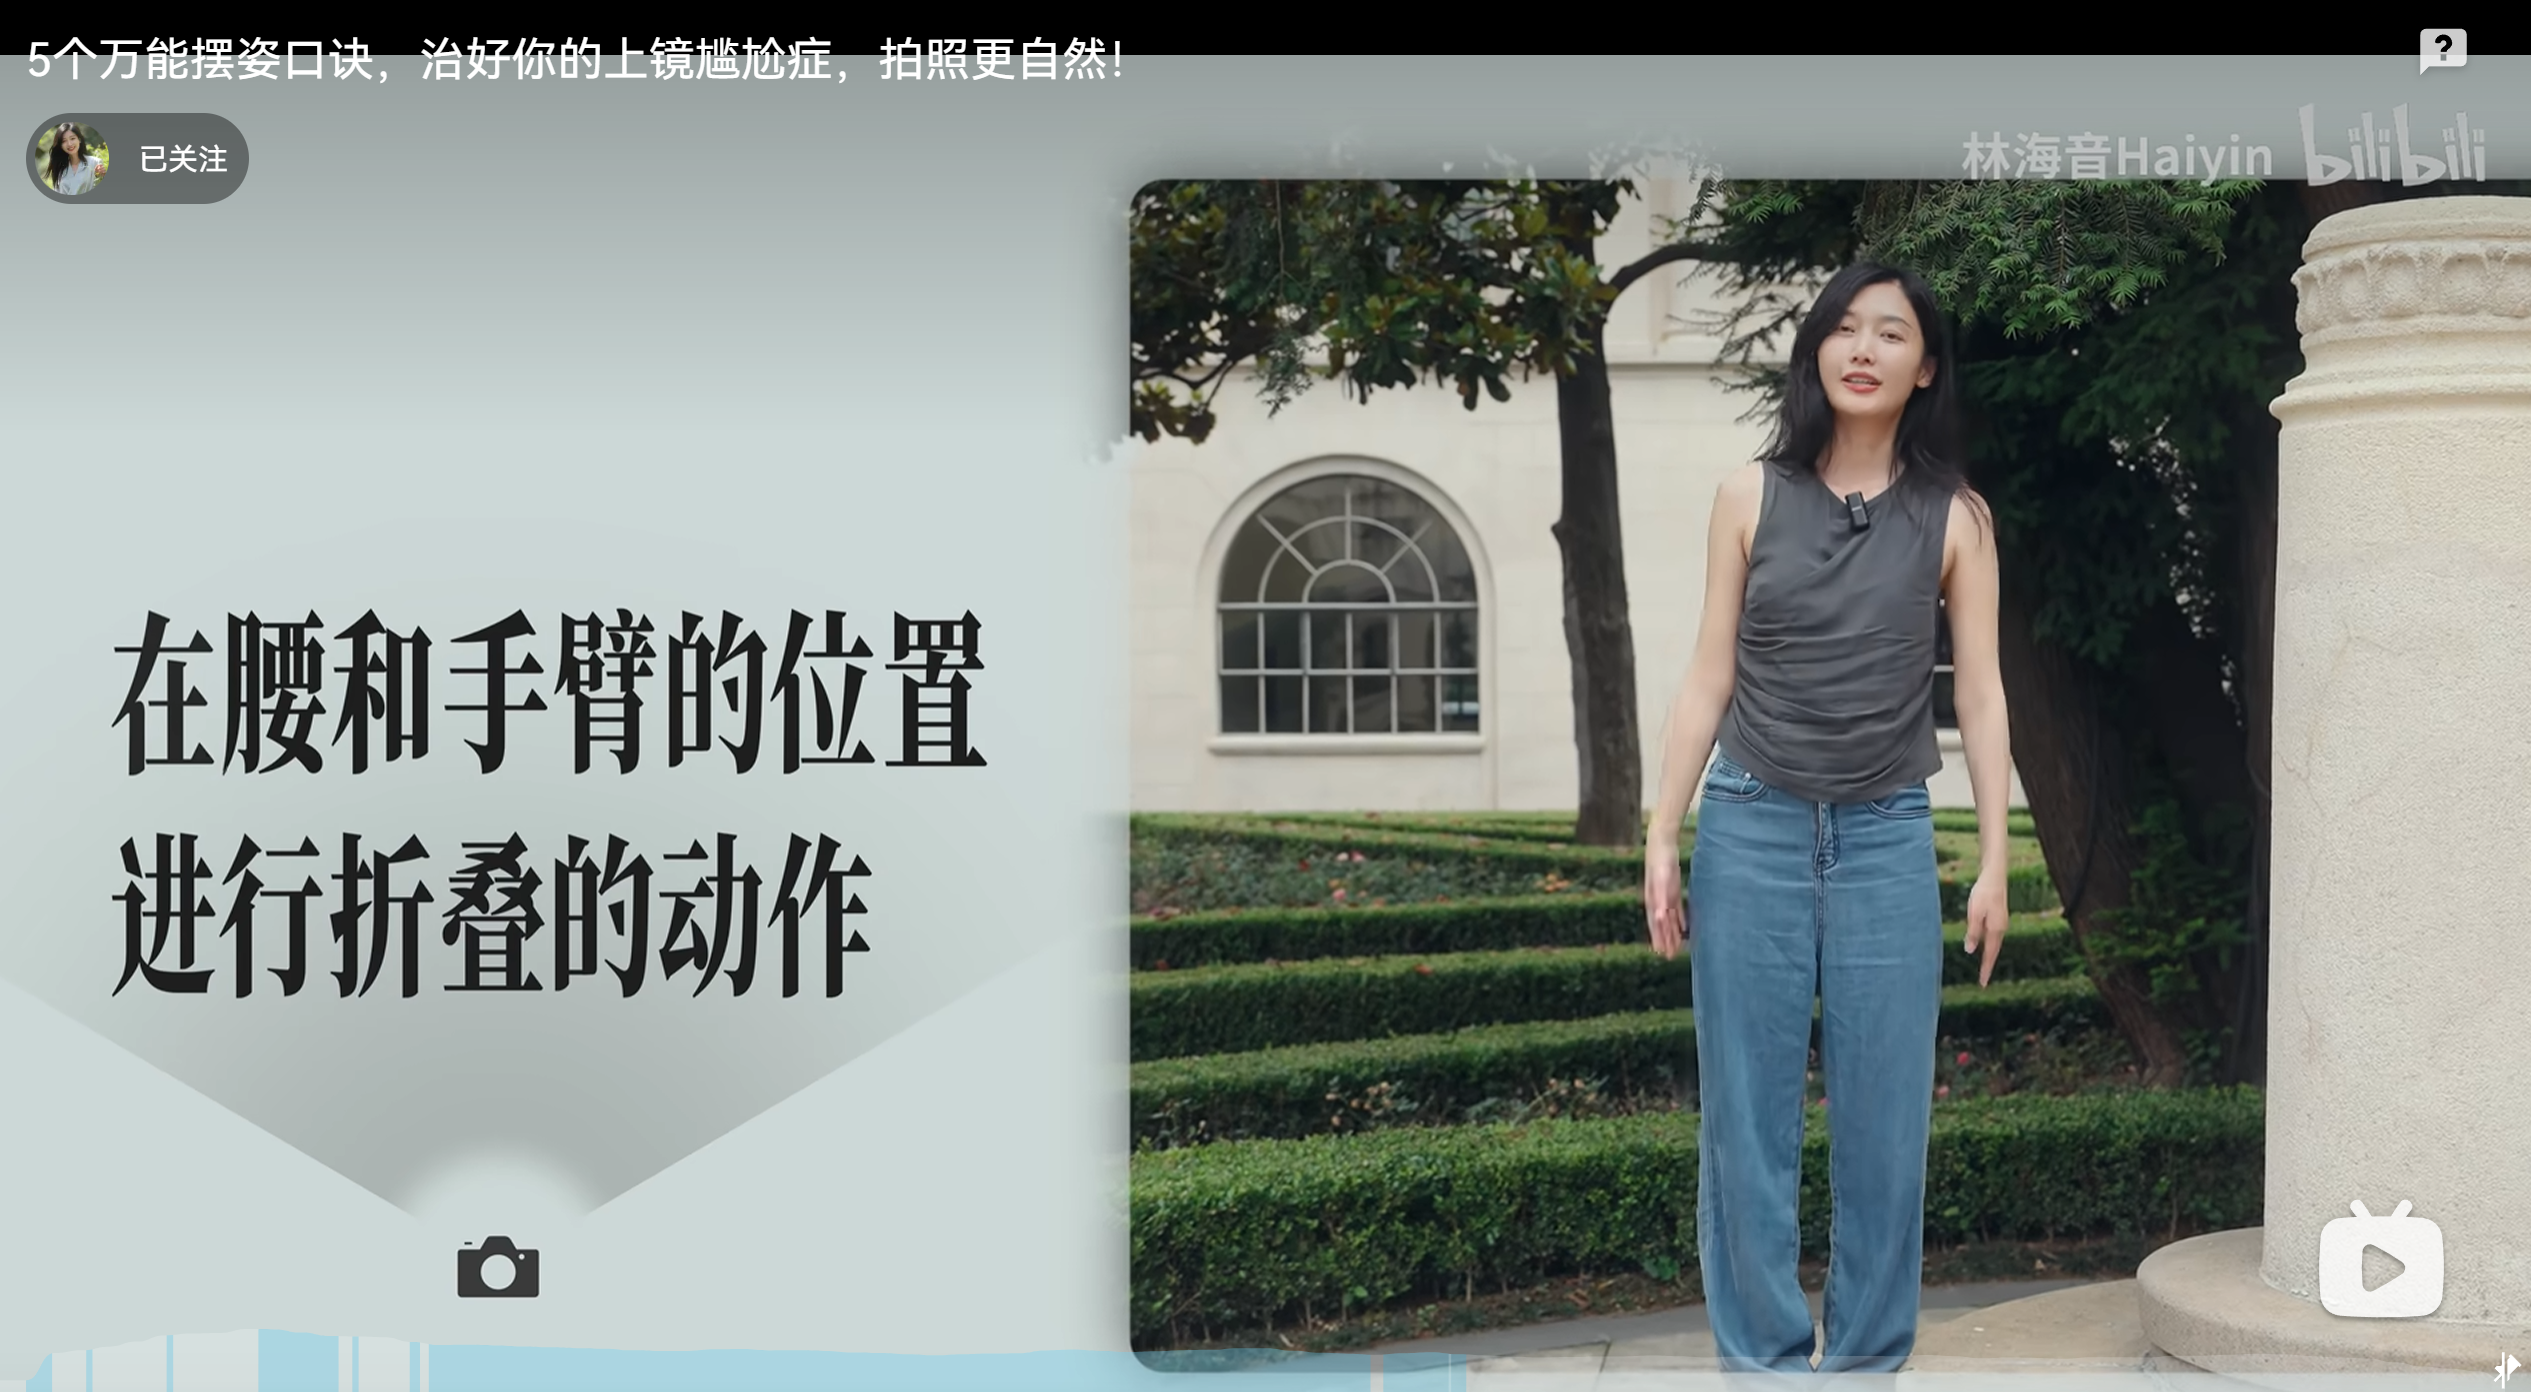 5个万能摆姿口诀，治好你的上镜尴尬症，拍照更自然！
已关注
林海音Haiyin bilibili
在腰和手臂的位置
进行折叠的动作